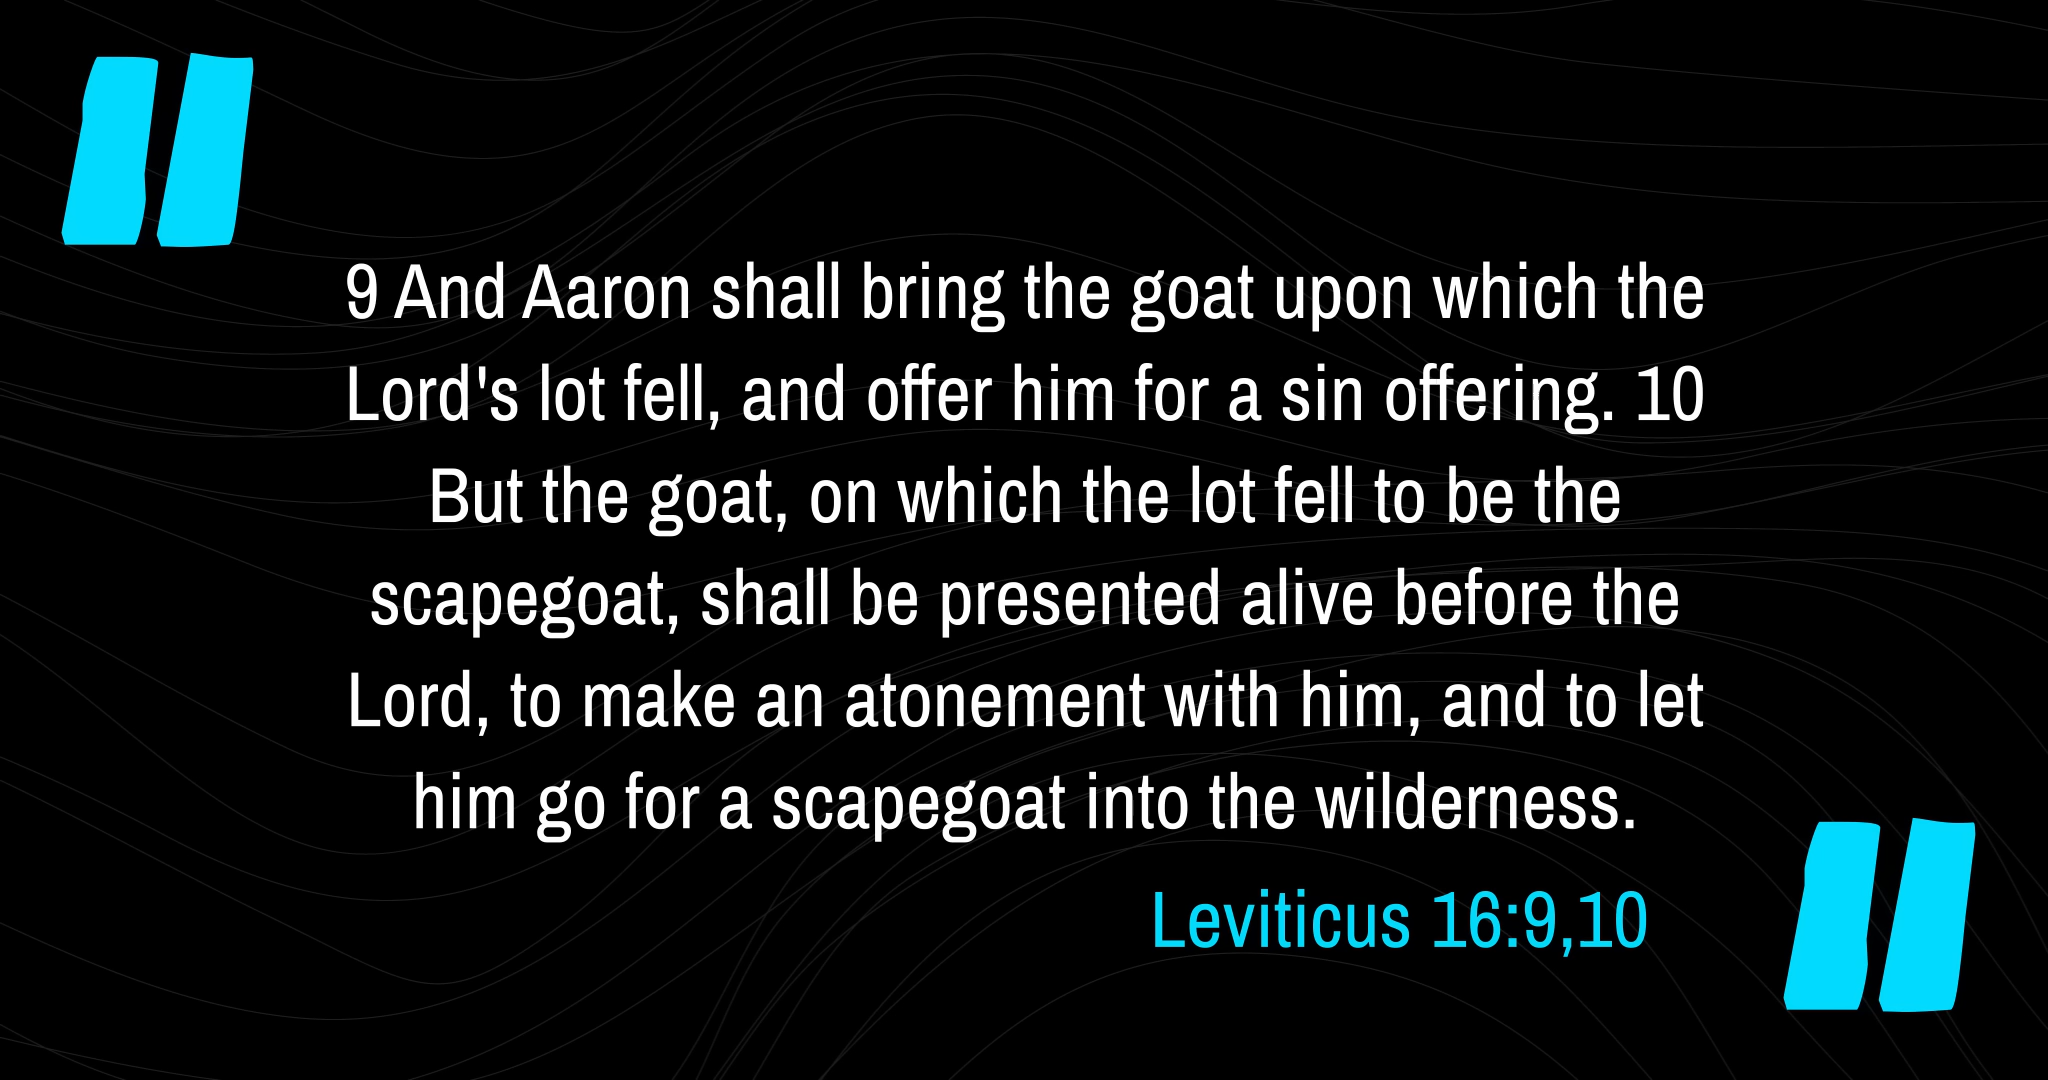 9 And Aaron shall bring the goat upon which the
Lord's lot fell, and offer him for a sin offering. 10
But the goat, on which the lot fell to be the
scapegoat, shall be presented alive before the
Lord, to make an atonement with him, and to let
him go for a scapegoat into the wilderness.
Leviticus 16:9,10